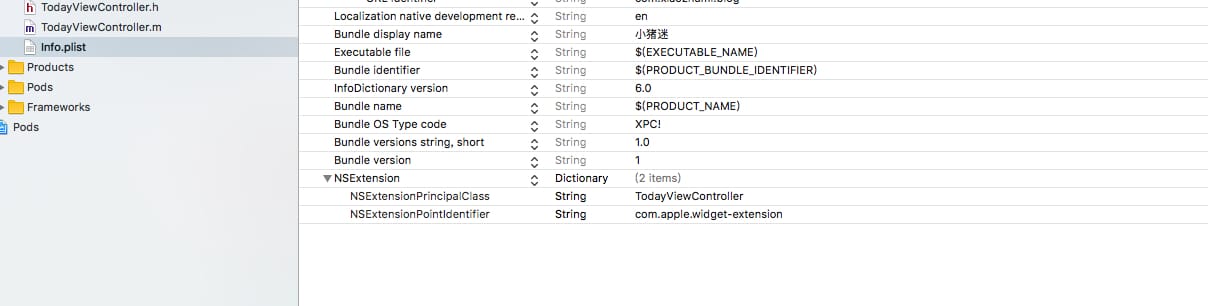 TodayViewController.h
TodayViewController.m
Info.plist
Products
Pods
Frameworks
Pods
Localization native development re... String en
Bundle display name String 小猪迷
Executable file String $(EXECUTABLE_NAME)
Bundle identifier String $(PRODUCT_BUNDLE_IDENTIFIER)
InfoDictionary version String 6.0
Bundle name String $(PRODUCT_NAME)
Bundle OS Type code String XPC!
Bundle versions string, short String 1.0
Bundle version String 1
NSExtension Dictionary (2 items)
NSExtensionPrincipalClass String TodayViewController
NSExtensionPointIdentifier String com.apple.widget-extension